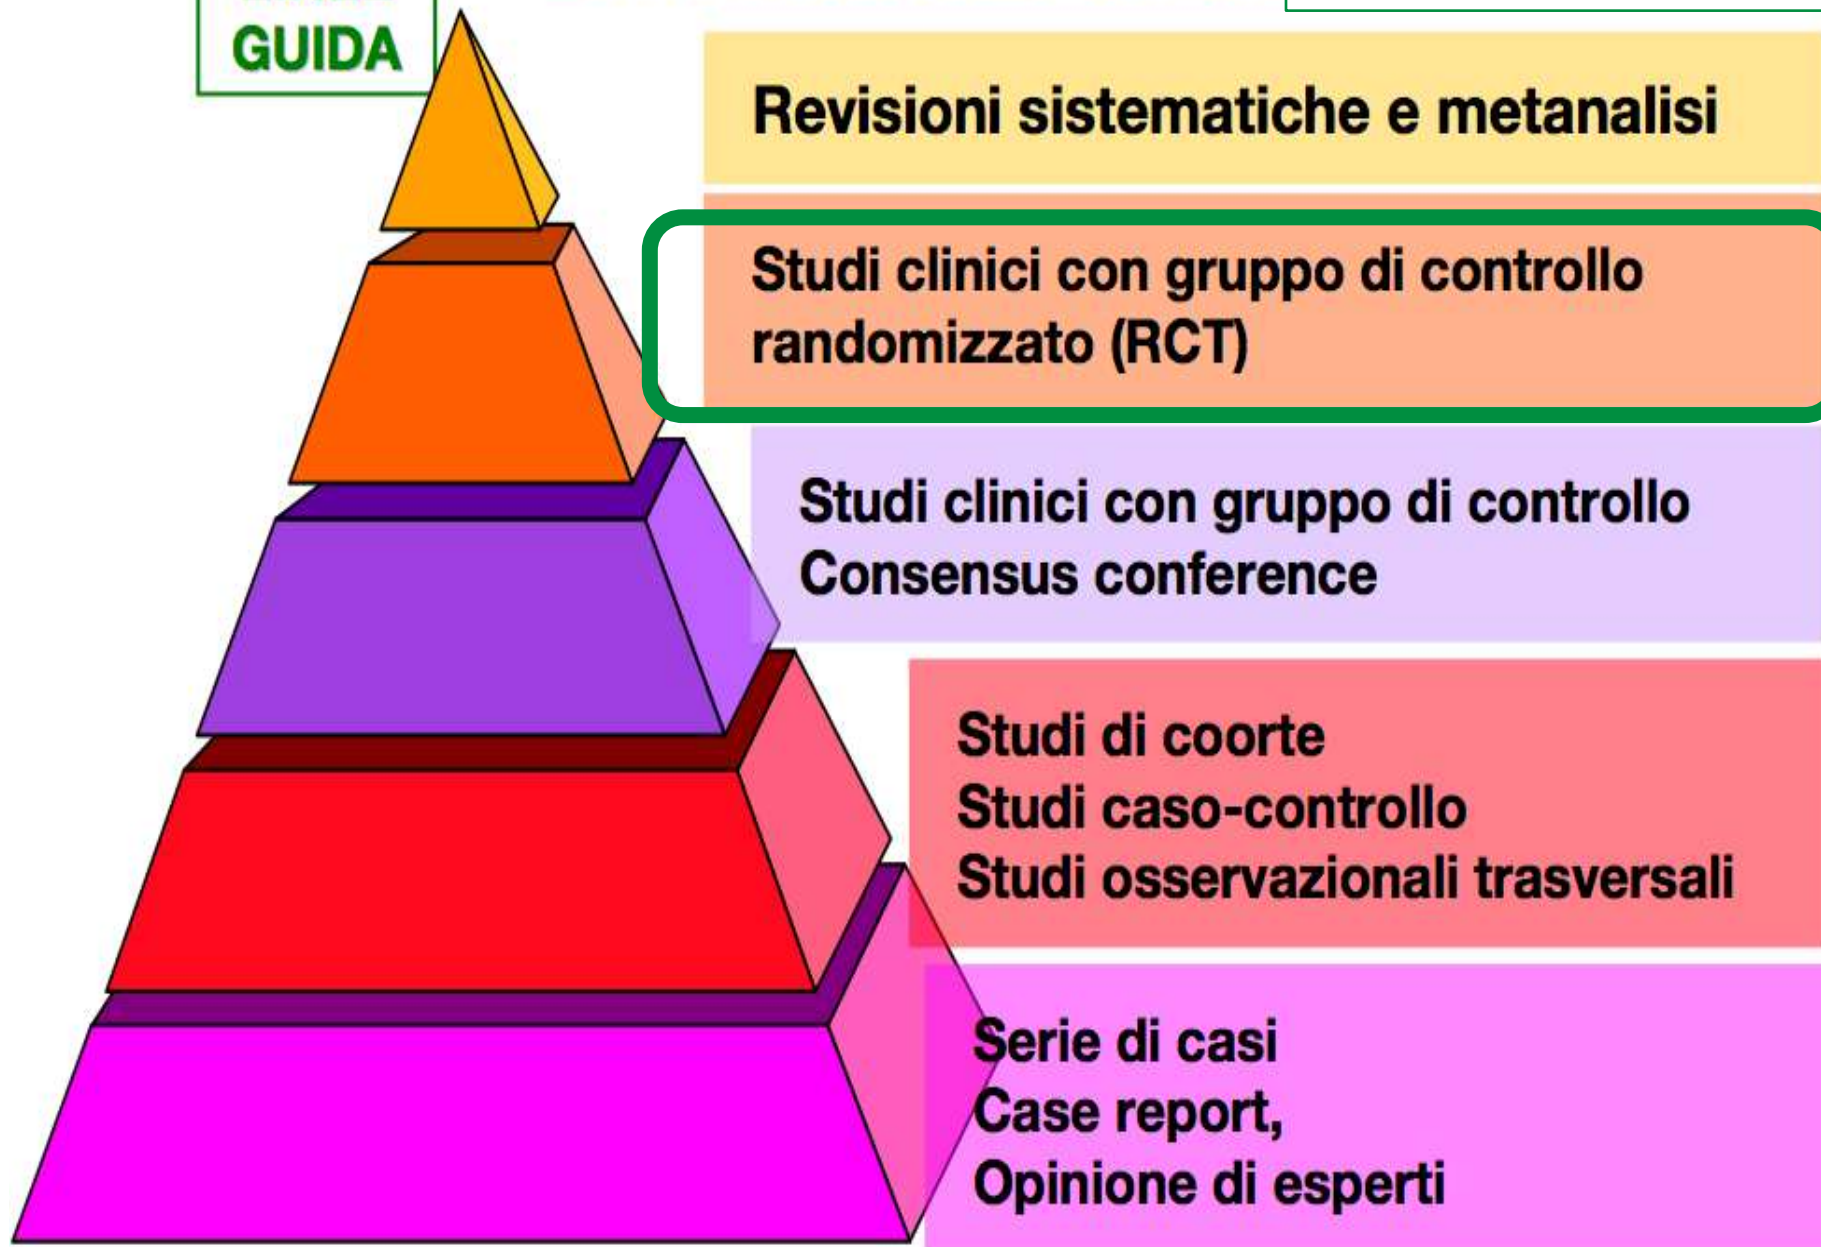 GUIDA
Revisioni sistematiche e metanalisi
Studi clinici con gruppo di controllo
randomizzato (RCT)
Studi clinici con gruppo di controllo
Consensus conference
Studi di coorte
Studi caso-controllo
Studi osservazionali trasversali
Serie di casi
Case report,
Opinione di esperti